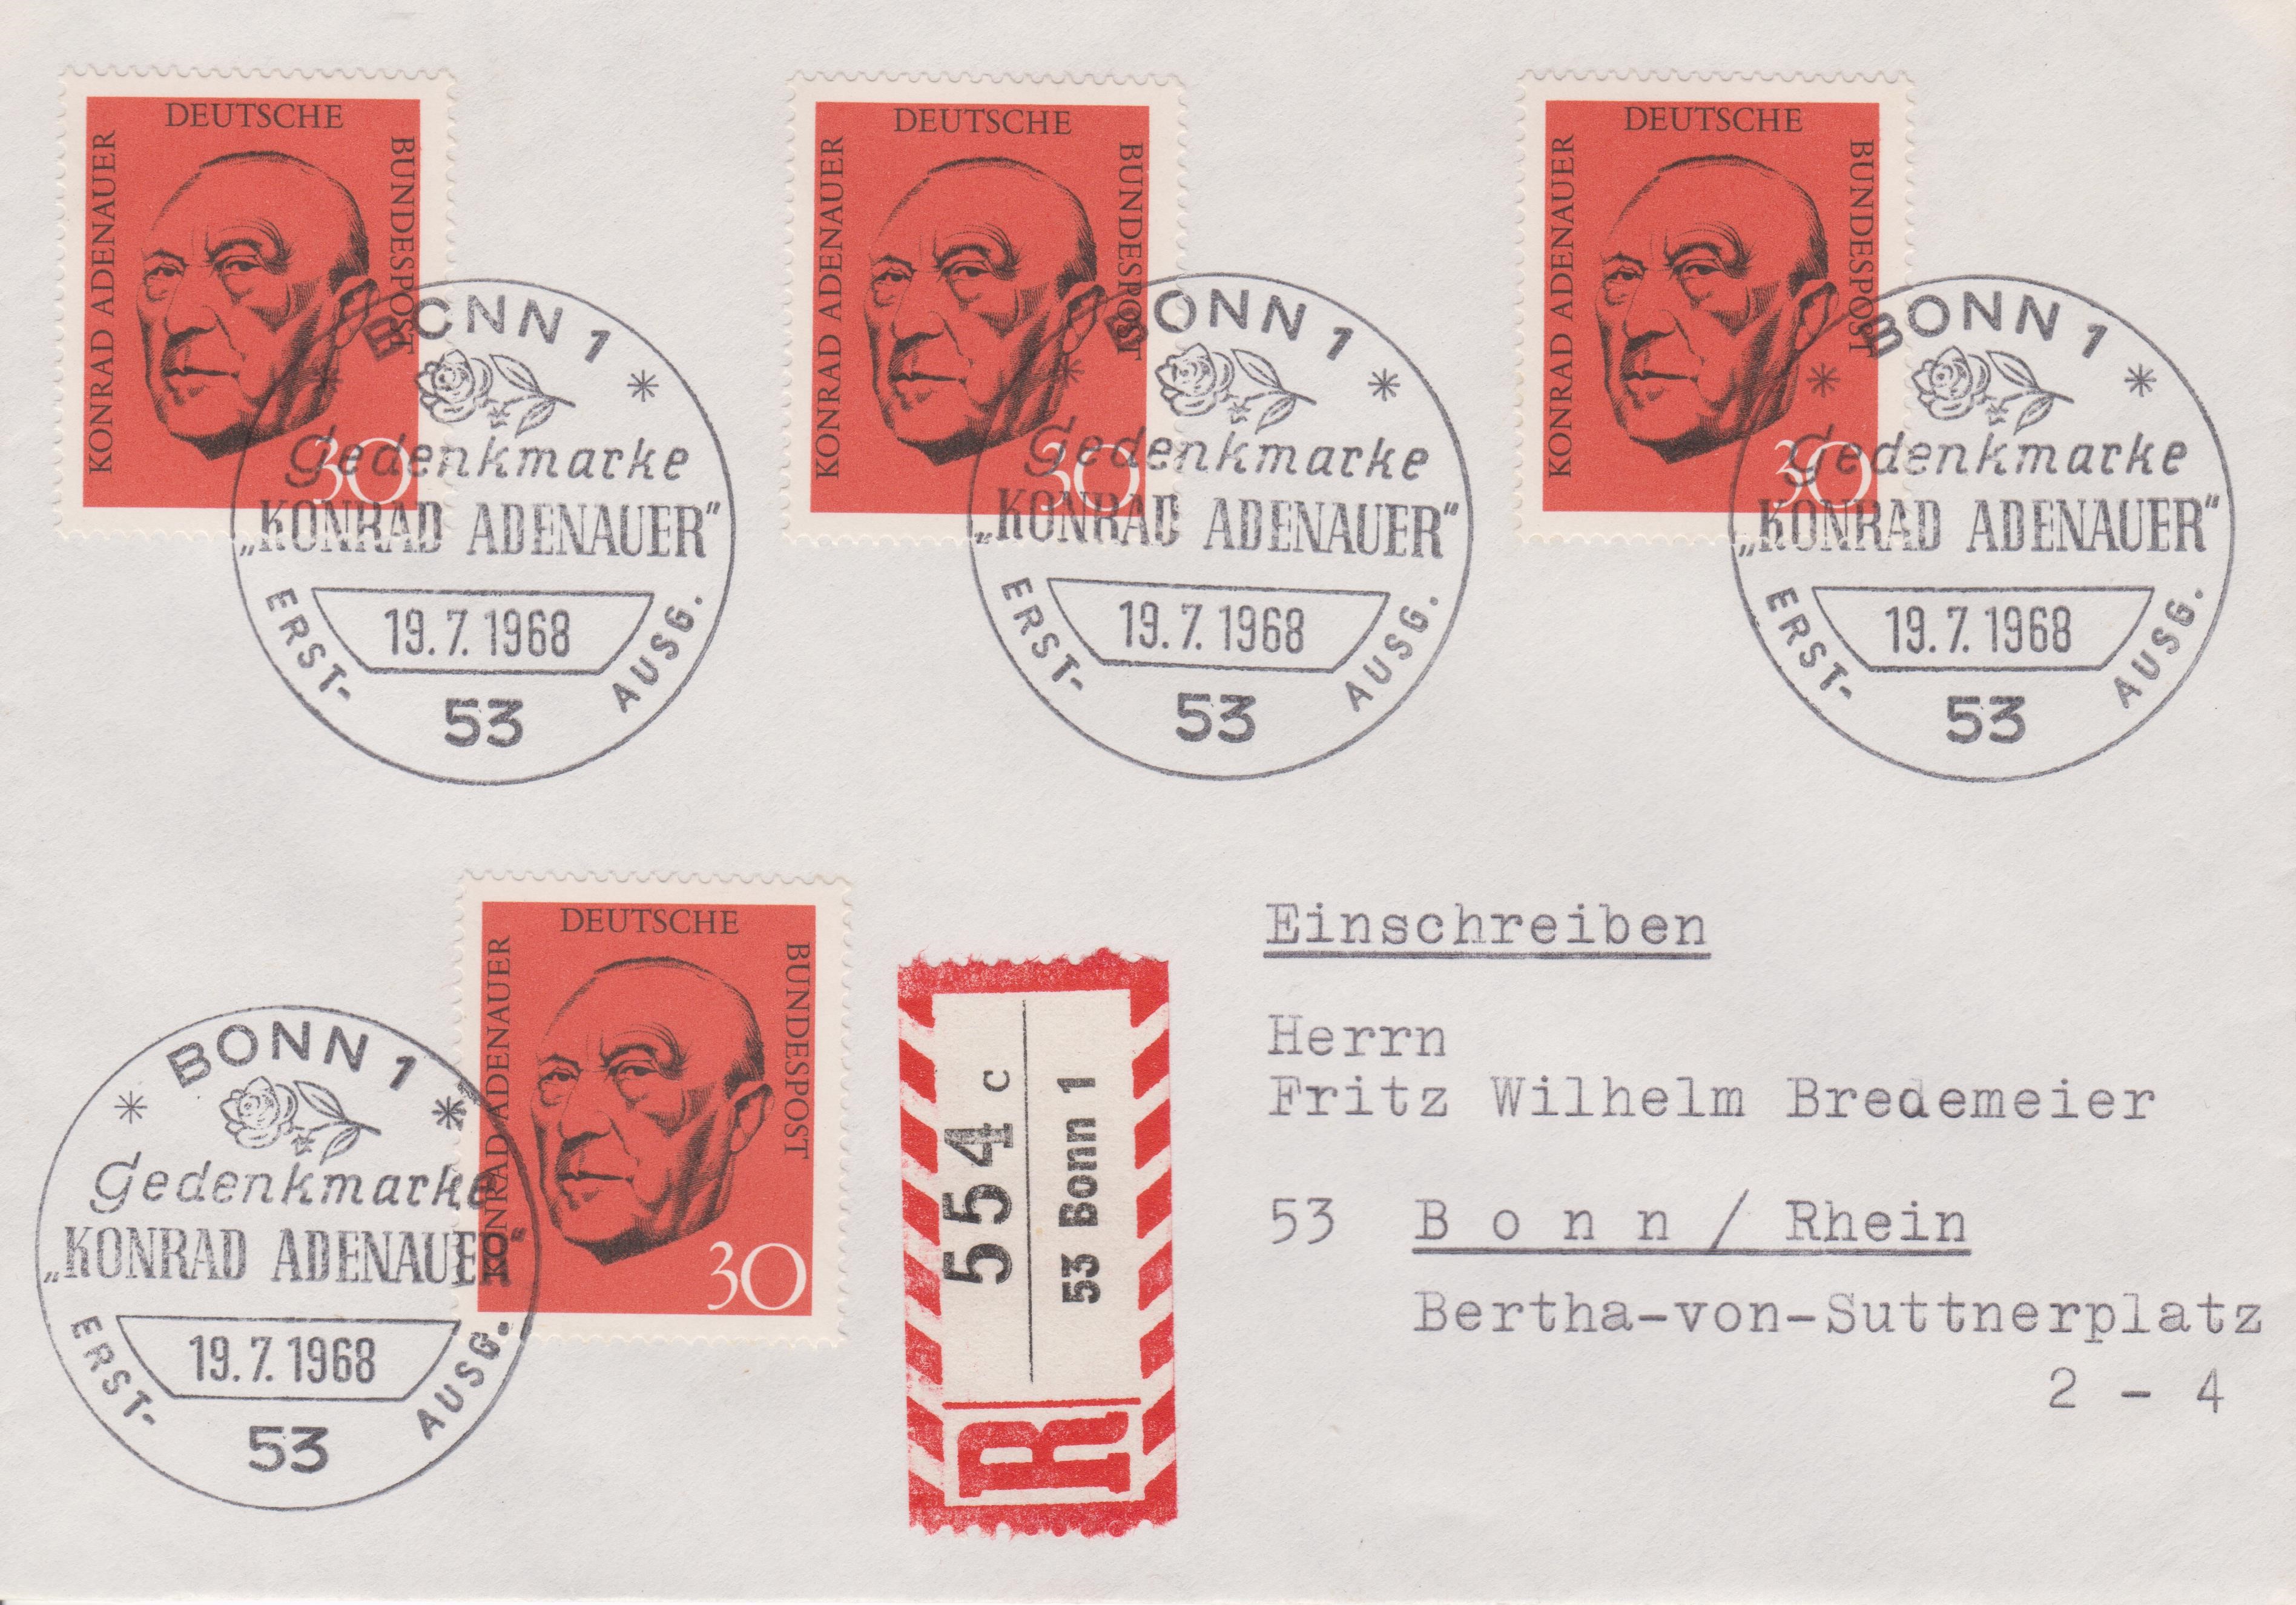 DEUTSCHE
BUNDESPOST
KONRAD ADENAUER
30
BONN 1
Gedenkmarke
„KONRAD ADENAUER“
19.7.1968
ERST-
AUSG.
53
DEUTSCHE
BUNDESPOST
KONRAD ADENAUER
30
BONN 1
Gedenkmarke
„KONRAD ADENAUER“
19.7.1968
ERST-
AUSG.
53
DEUTSCHE
BUNDESPOST
KONRAD ADENAUER
30
BONN 1
Gedenkmarke
„KONRAD ADENAUER“
19.7.1968
ERST-
AUSG.
53
BONN 1
Gedenkmarke
„KONRAD ADENAUER“
19.7.1968
ERST-
AUSG.
53
DEUTSCHE
BUNDESPOST
KONRAD ADENAUER
30
554 c
53 Bonn 1
R
Einschreiben
Herrn
Fritz Wilhelm Bredemeier
53 B o n n / Rhein
Bertha-von-Suttnerplatz
2 - 4